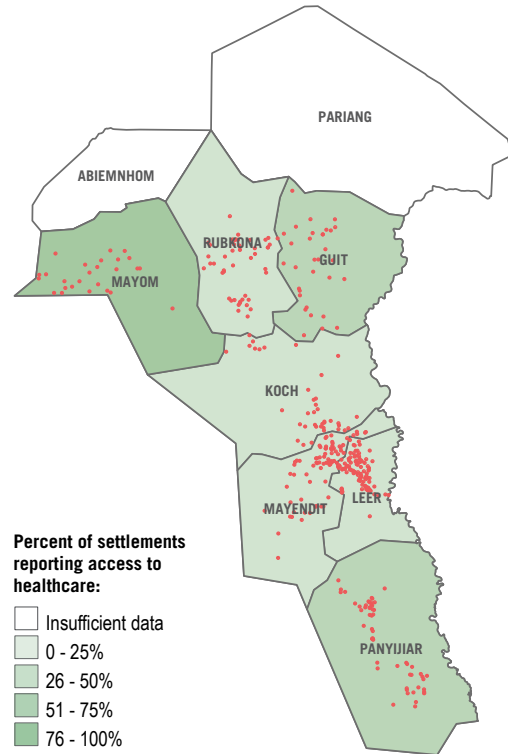 PARIANG
ABIEMNHOM
RUBKONA
GUIT
MAYOM
KOCH
MAYENDIT
LEER
PANYIJIAR
Percent of settlements
reporting access to
healthcare:
Insufficient data
0 - 25%
26 - 50%
51 - 75%
76 - 100%